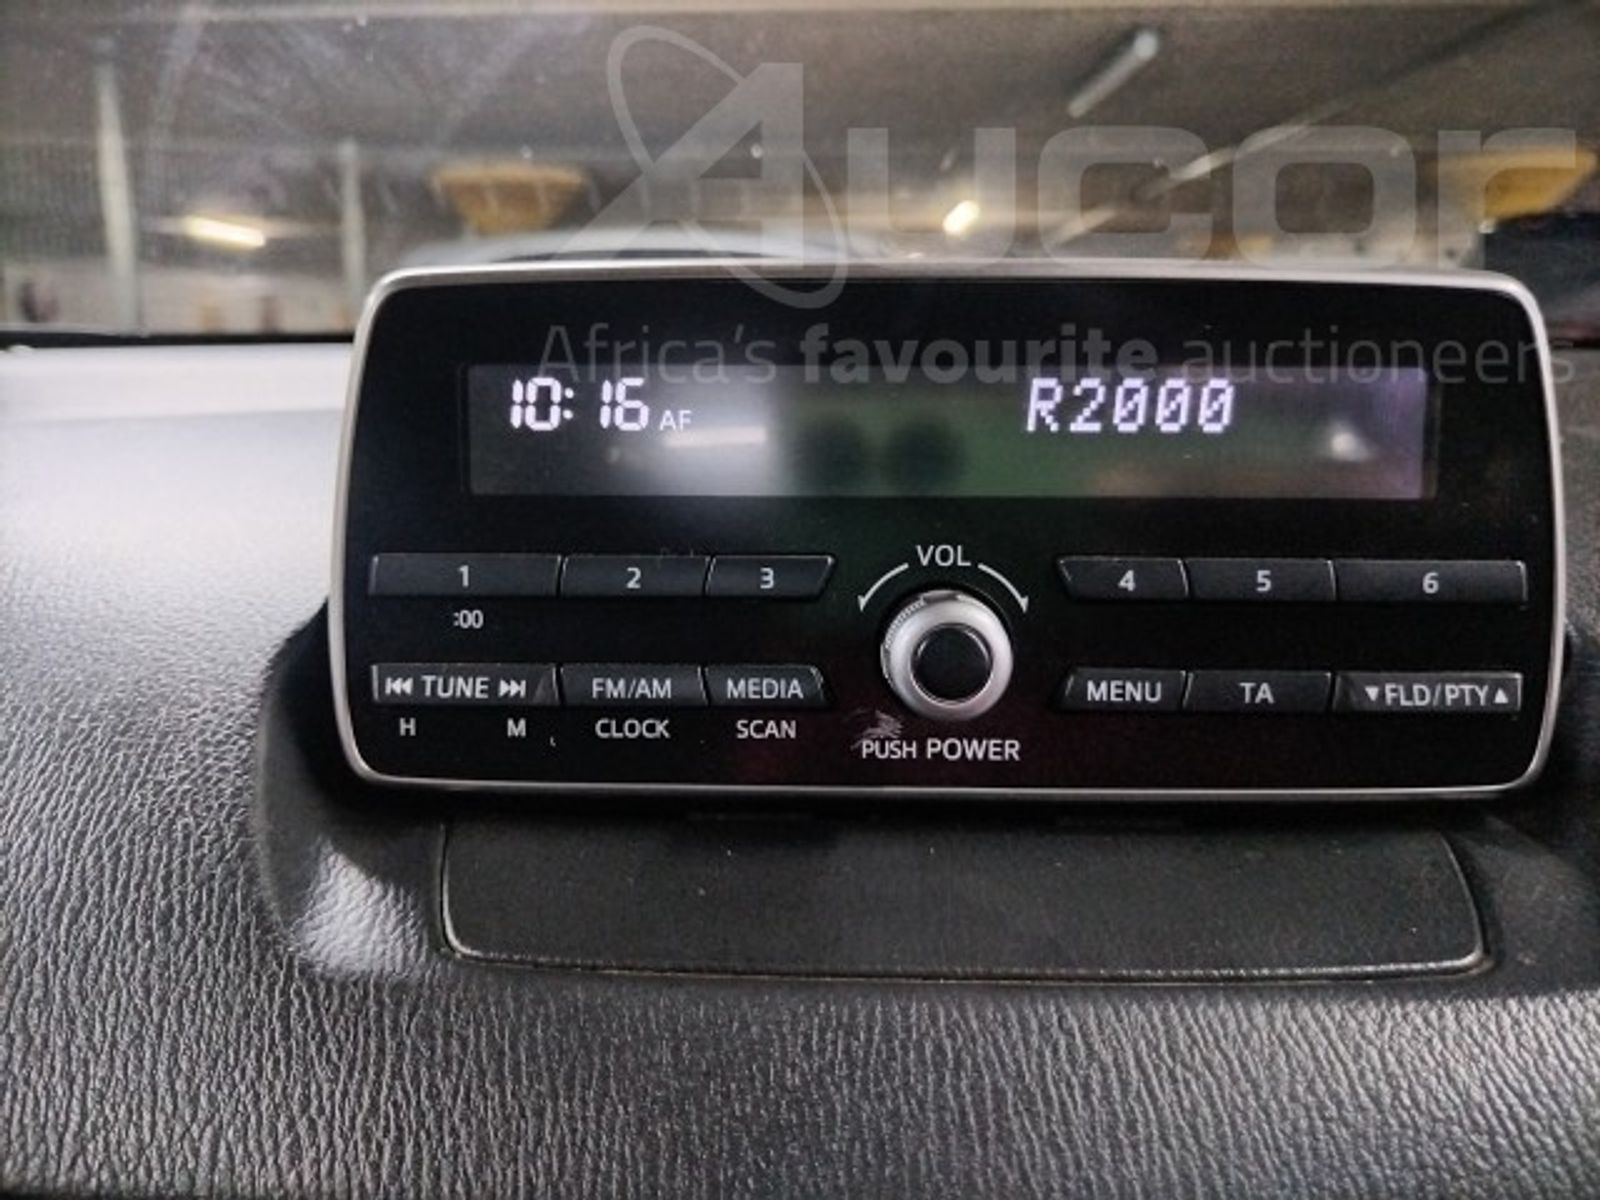 Aucor
Africa's favourite auctioneers
10:16 AF R2000
VOL
1 2 3 4 5 6
:00
⏮ TUNE ⏭ FM/AM MEDIA MENU TA ▼FLD/PTY▲
H M CLOCK SCAN
PUSH POWER